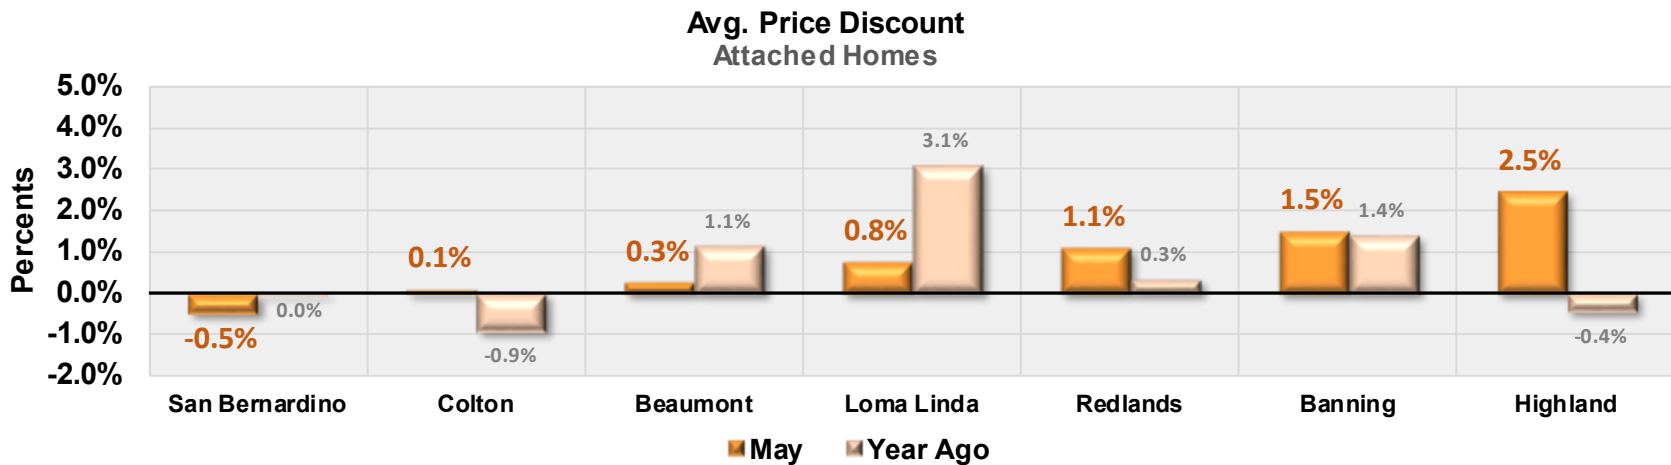 Avg. Price Discount
Attached Homes
Percents
5.0%
4.0%
3.0%
2.0%
1.0%
0.0%
-1.0%
-2.0%
-0.5%
0.0%
0.1%
-0.9%
0.3%
1.1%
0.8%
3.1%
1.1%
0.3%
1.5%
1.4%
2.5%
-0.4%
San Bernardino
Colton
Beaumont
Loma Linda
Redlands
Banning
Highland
May
Year Ago